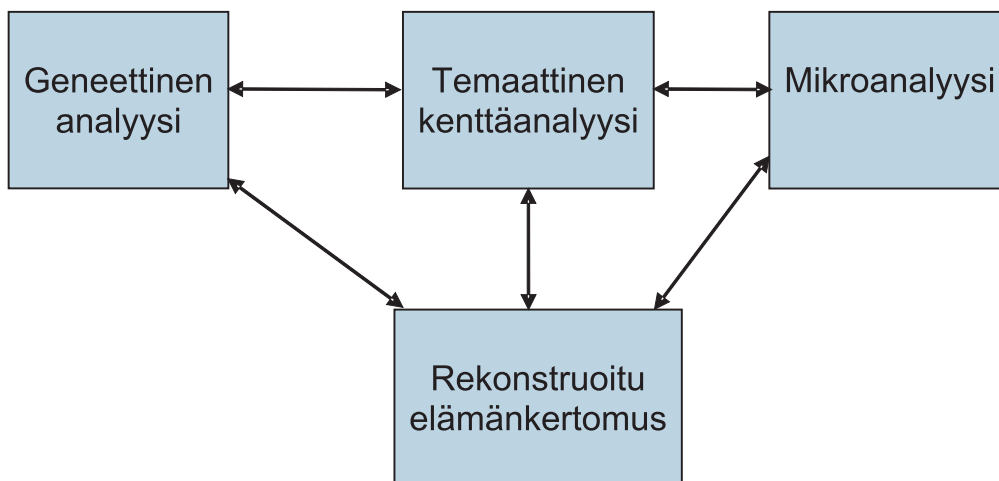 Geneettinen
analyysi
Temaattinen
kenttäanalyysi
Mikroanalyysi
Rekonstruoitu
elämänkertomus